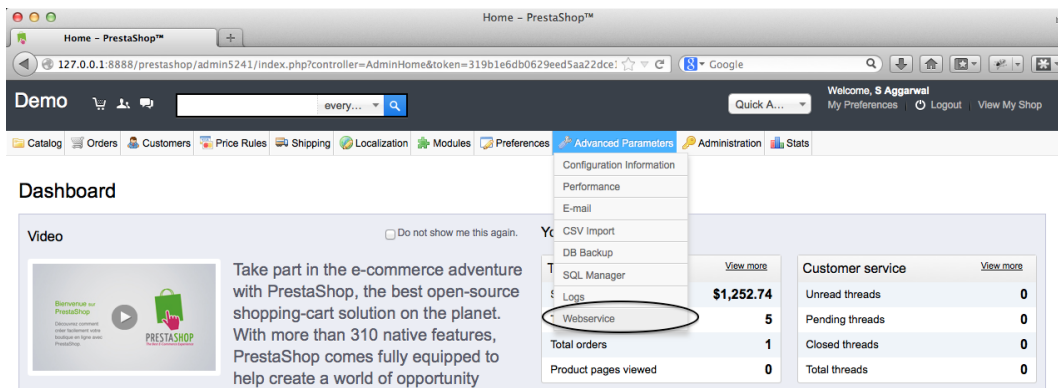 Home – PrestaShop™
Home – PrestaShop™
127.0.0.1:8888/prestashop/admin5241/index.php?controller=AdminHome&token=319b1e6db0629eed5aa22dce
Google
Demo
every...
Quick A...
Welcome, S Aggarwal
My Preferences
Logout
View My Shop
Catalog
Orders
Customers
Price Rules
Shipping
Localization
Modules
Preferences
Advanced Parameters
Administration
Stats
Configuration Information
Performance
E-mail
CSV Import
DB Backup
SQL Manager
Logs
Webservice
Dashboard
Video
Do not show me this again.
Bienvenue sur
PrestaShop
PRESTASHOP
Take part in the e-commerce adventure
with PrestaShop, the best open-source
shopping-cart solution on the planet.
With more than 310 native features,
PrestaShop comes fully equipped to
help create a world of opportunity
View more
$1,252.74
5
Total orders 1
Product pages viewed 0
Customer service View more
Unread threads 0
Pending threads 0
Closed threads 0
Total threads 0